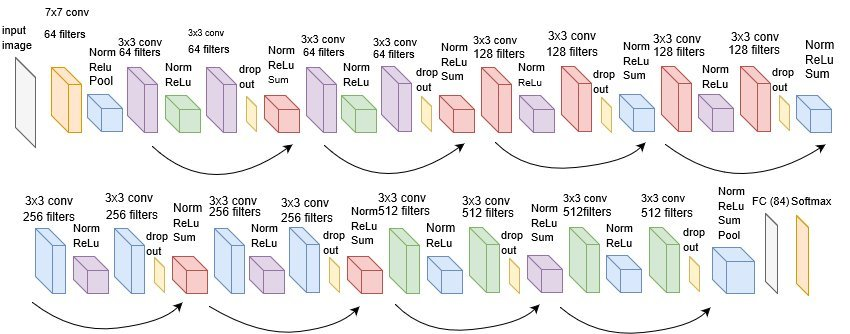 input
image
7x7 conv
64 filters
Norm
Relu
Pool
3x3 conv
64 filters
Norm
ReLu
3x3 conv
64 filters
drop
out
Norm
ReLu
Sum
3x3 conv
64 filters
Norm
ReLu
3x3 conv
64 filters
drop
out
Norm
ReLu
Sum
3x3 conv
128 filters
Norm
ReLu
3x3 conv
128 filters
drop
out
Norm
ReLu
Sum
3x3 conv
128 filters
Norm
ReLu
3x3 conv
128 filters
drop
out
Norm
ReLu
Sum
3x3 conv
256 filters
Norm
ReLu
3x3 conv
256 filters
drop
out
Norm
ReLu
Sum
3x3 conv
256 filters
Norm
ReLu
3x3 conv
256 filters
drop
out
Norm
ReLu
Sum
3x3 conv
512 filters
Norm
ReLu
3x3 conv
512 filters
drop
out
Norm
ReLu
Sum
3x3 conv
512filters
Norm
ReLu
3x3 conv
512 filters
drop
out
Norm
ReLu
Sum
Pool
FC (84)
Softmax